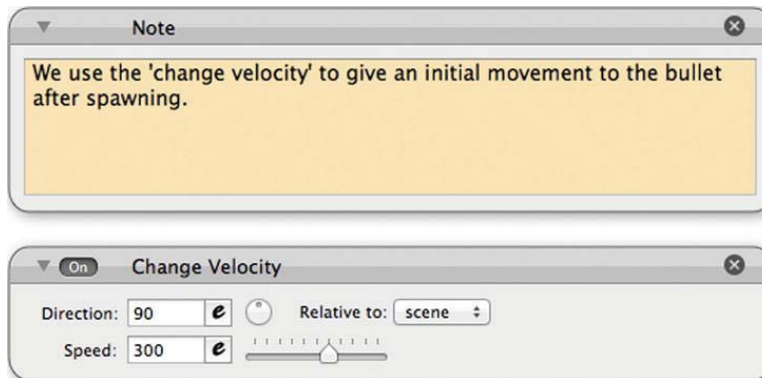 Note
We use the 'change velocity' to give an initial movement to the bullet
after spawning.
On Change Velocity
Direction: 90 e Relative to: scene
Speed: 300 e